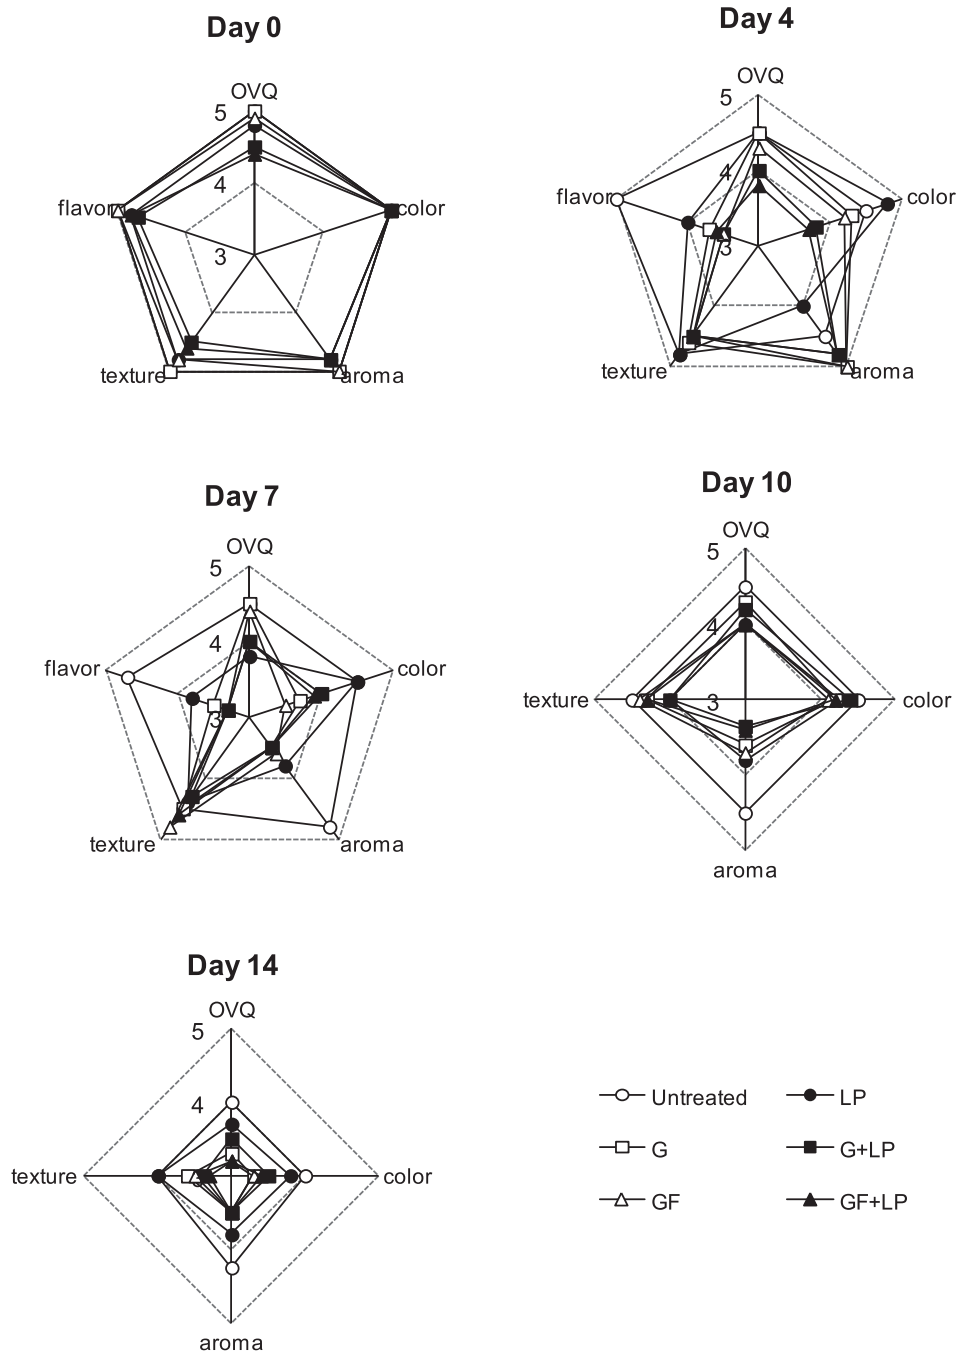 Day 0
OVQ
5
4
3
flavor
color
texture
aroma
Day 4
OVQ
5
4
3
flavor
color
texture
aroma
Day 7
OVQ
5
4
3
flavor
color
texture
aroma
Day 10
OVQ
5
4
3
texture
color
aroma
Day 14
OVQ
5
4
texture
color
aroma
Untreated
LP
G
G+LP
GF
GF+LP